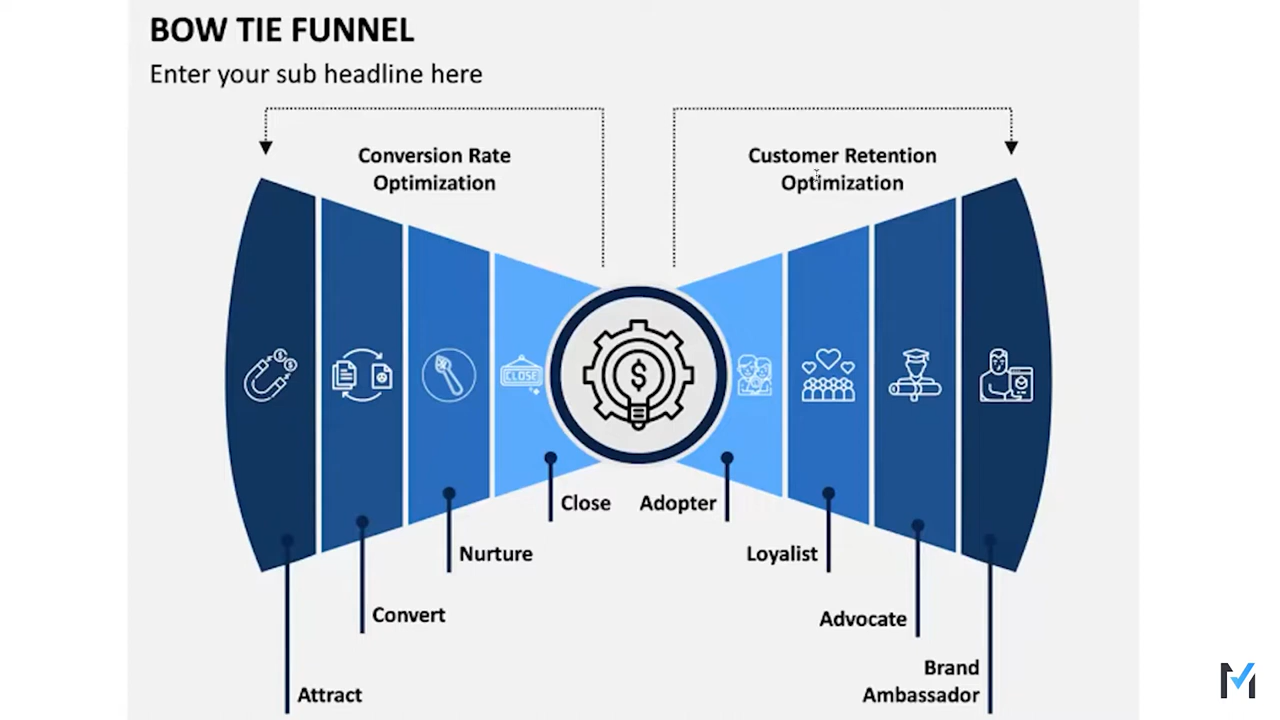 BOW TIE FUNNEL
Enter your sub headline here
Conversion Rate
Optimization
Customer Retention
Optimization
CLOSE
$
Close
Adopter
Nurture
Loyalist
Convert
Advocate
Brand
Ambassador
Attract